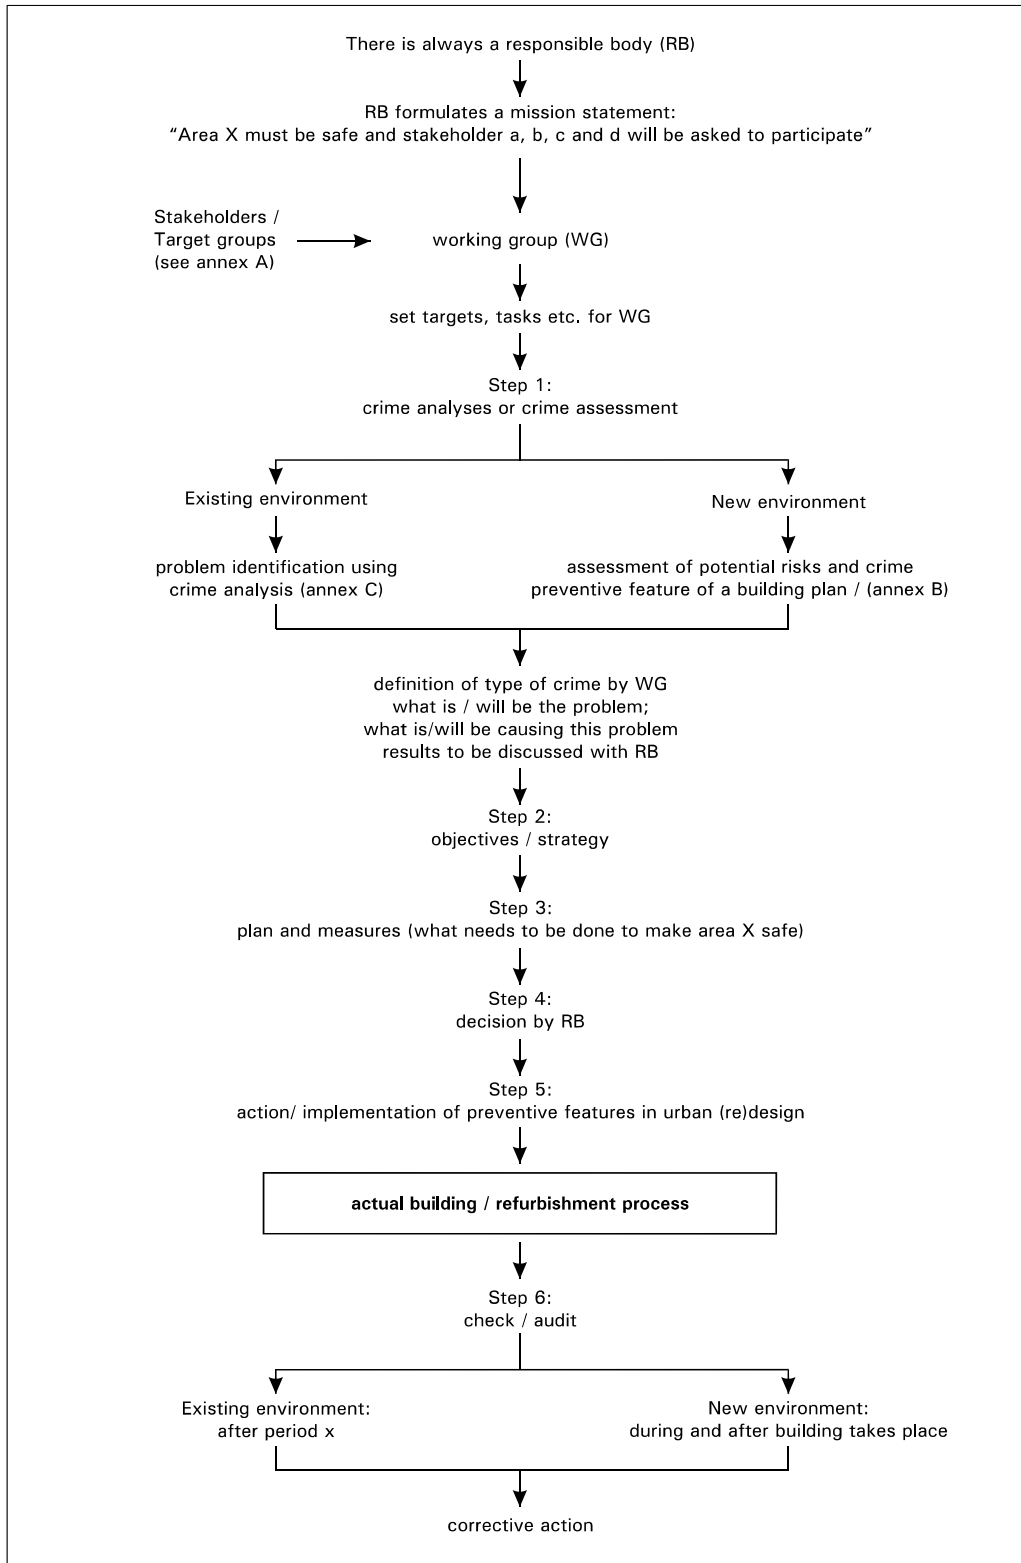 There is always a responsible body (RB)
RB formulates a mission statement:
“Area X must be safe and stakeholder a, b, c and d will be asked to participate”
Stakeholders /
Target groups
(see annex A)
working group (WG)
set targets, tasks etc. for WG
Step 1:
crime analyses or crime assessment
Existing environment
New environment
problem identification using
crime analysis (annex C)
assessment of potential risks and crime
preventive feature of a building plan / (annex B)
definition of type of crime by WG
what is / will be the problem;
what is/will be causing this problem
results to be discussed with RB
Step 2:
objectives / strategy
Step 3:
plan and measures (what needs to be done to make area X safe)
Step 4:
decision by RB
Step 5:
action/ implementation of preventive features in urban (re)design
actual building / refurbishment process
Step 6:
check / audit
Existing environment:
after period x
New environment:
during and after building takes place
corrective action